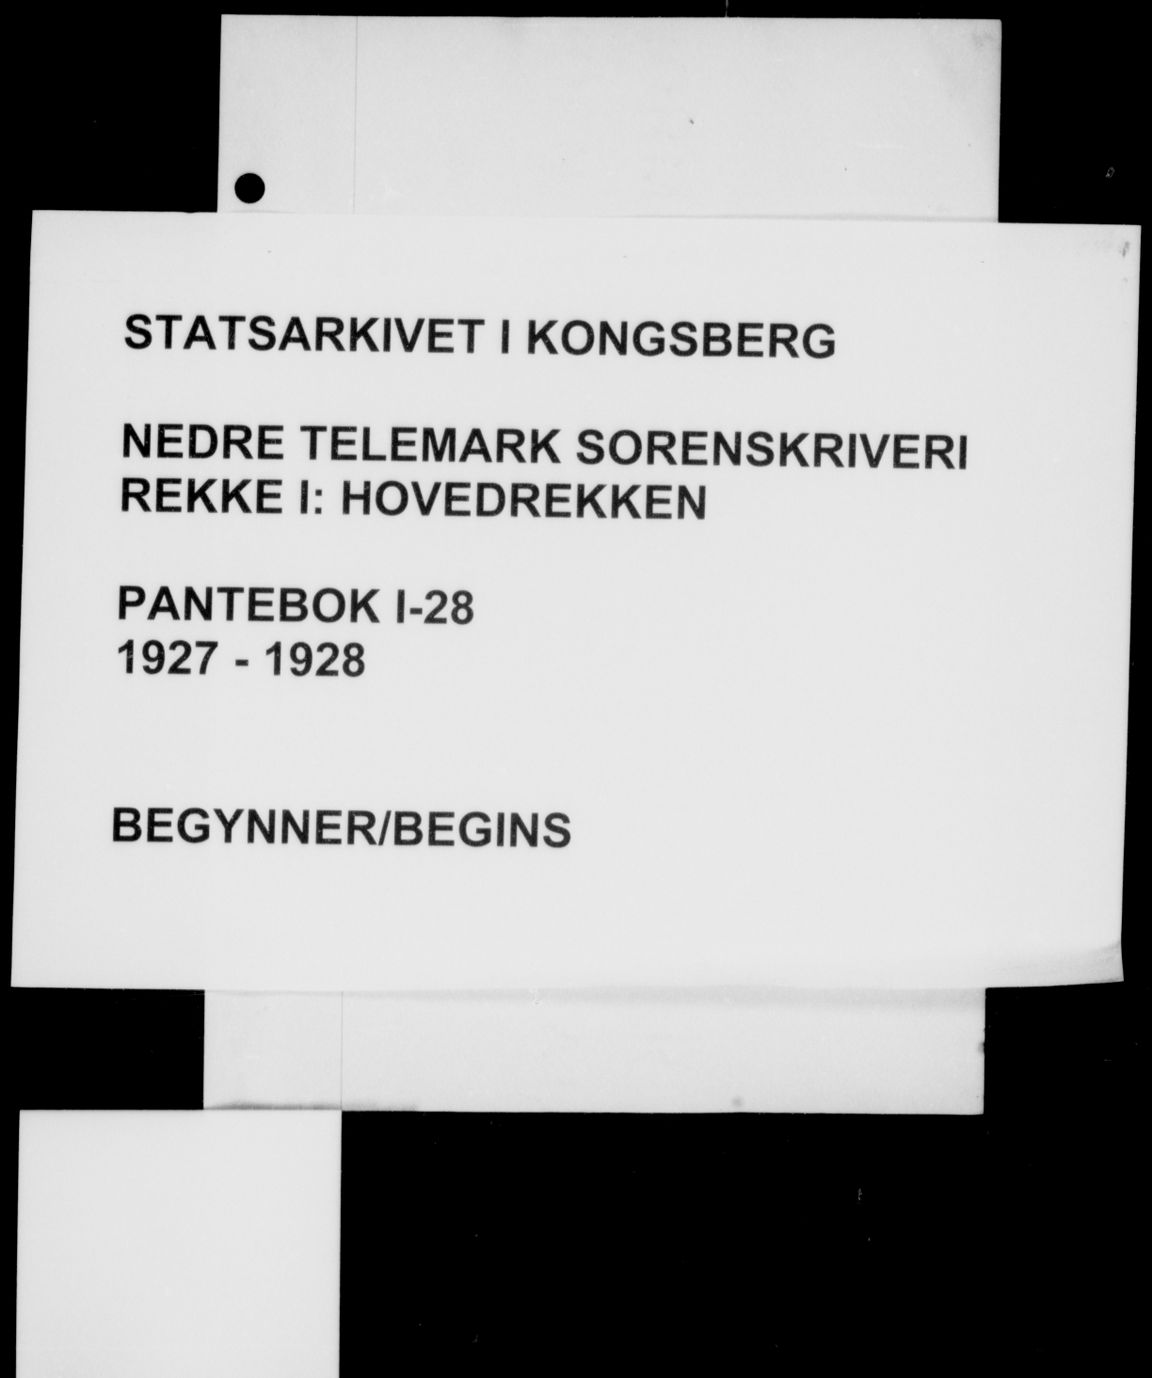 STATSARKIVET I KONGSBERG
NEDRE TELEMARK SORENSKRIVERI
REKKE I: HOVEDREKKEN
PANTEBOK I-28
1927 - 1928
BEGYNNER/BEGINS